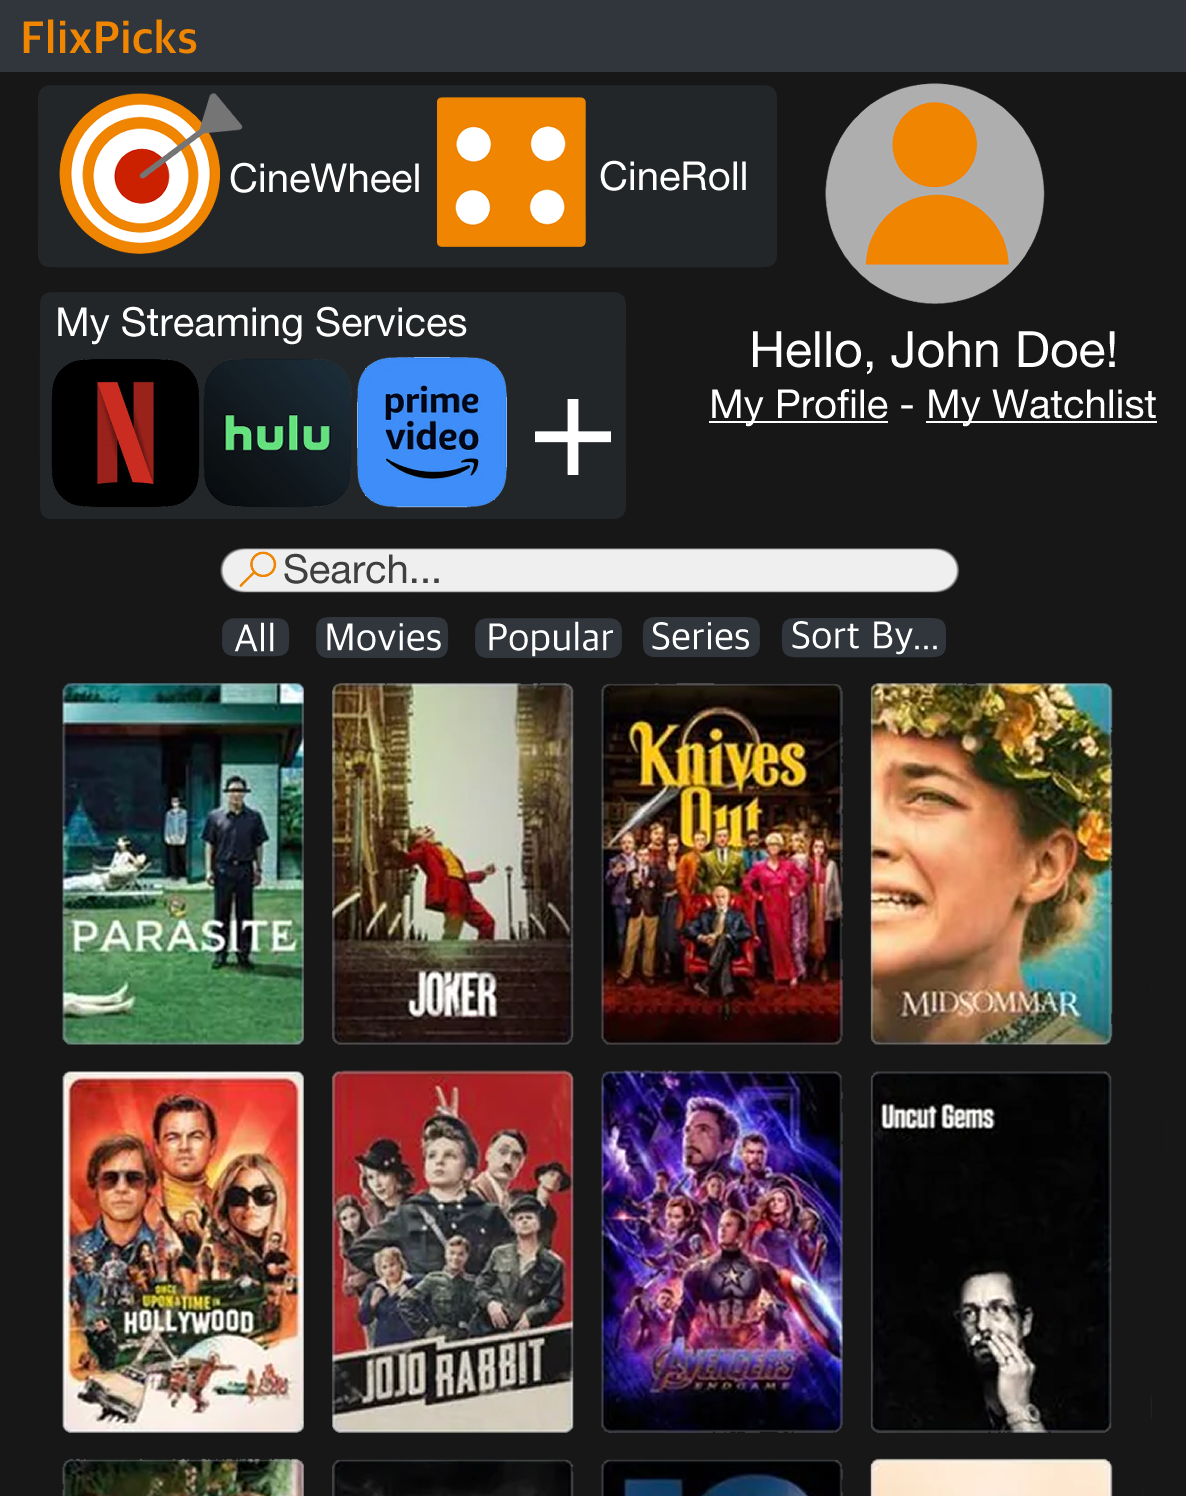 FlixPicks
CineWheel
CineRoll
My Streaming Services
hulu
prime
video
Hello, John Doe!
My Profile - My Watchlist
Search...
All
Movies
Popular
Series
Sort By...
PARASITE
JOKER
Knives
Out
MIDSOMMAR
ONCE
UPON A TIME IN
HOLLYWOOD
JOJO RABBIT
AVENGERS
ENDGAME
Uncut Gems